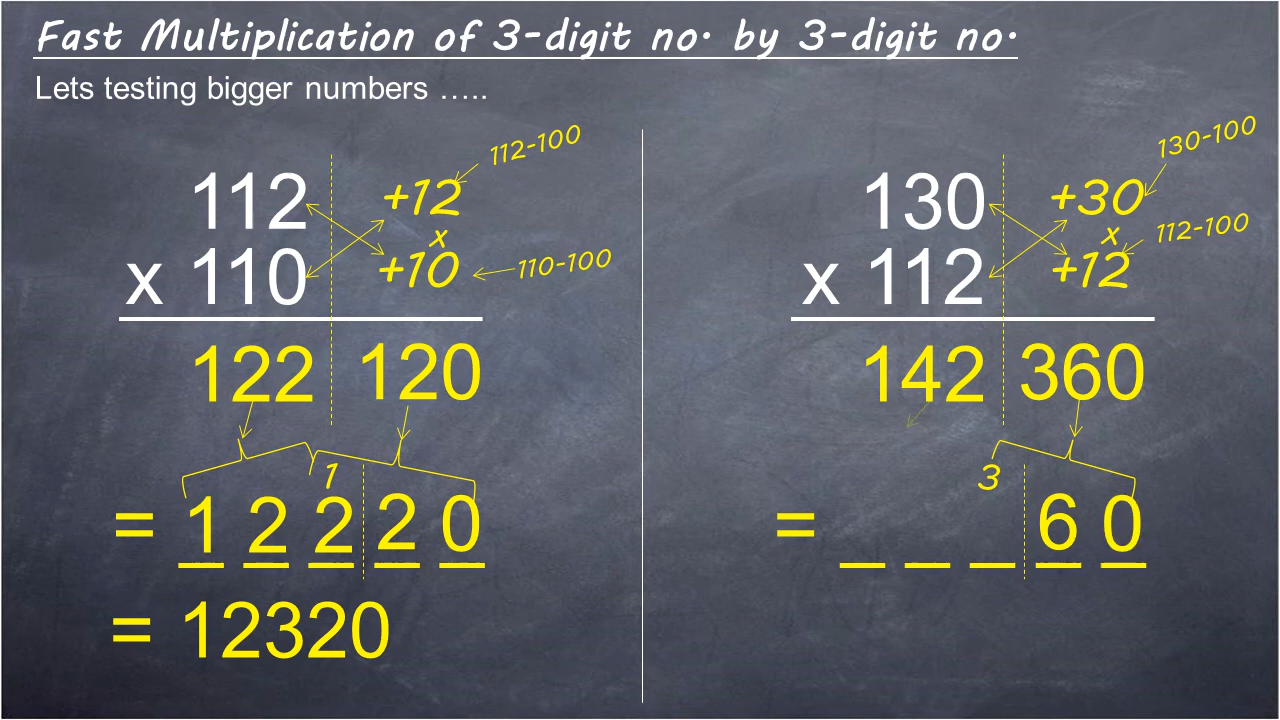 Fast Multiplication of 3-digit no. by 3-digit no.
Lets testing bigger numbers …..
112-100
112 +12
x
x 110 +10
110-100
122 120
1
= 1 2 2 2 0
= 12320
130-100
130 +30
x
112-100
x 112 +12
142 360
3
= _ _ _ 6 0